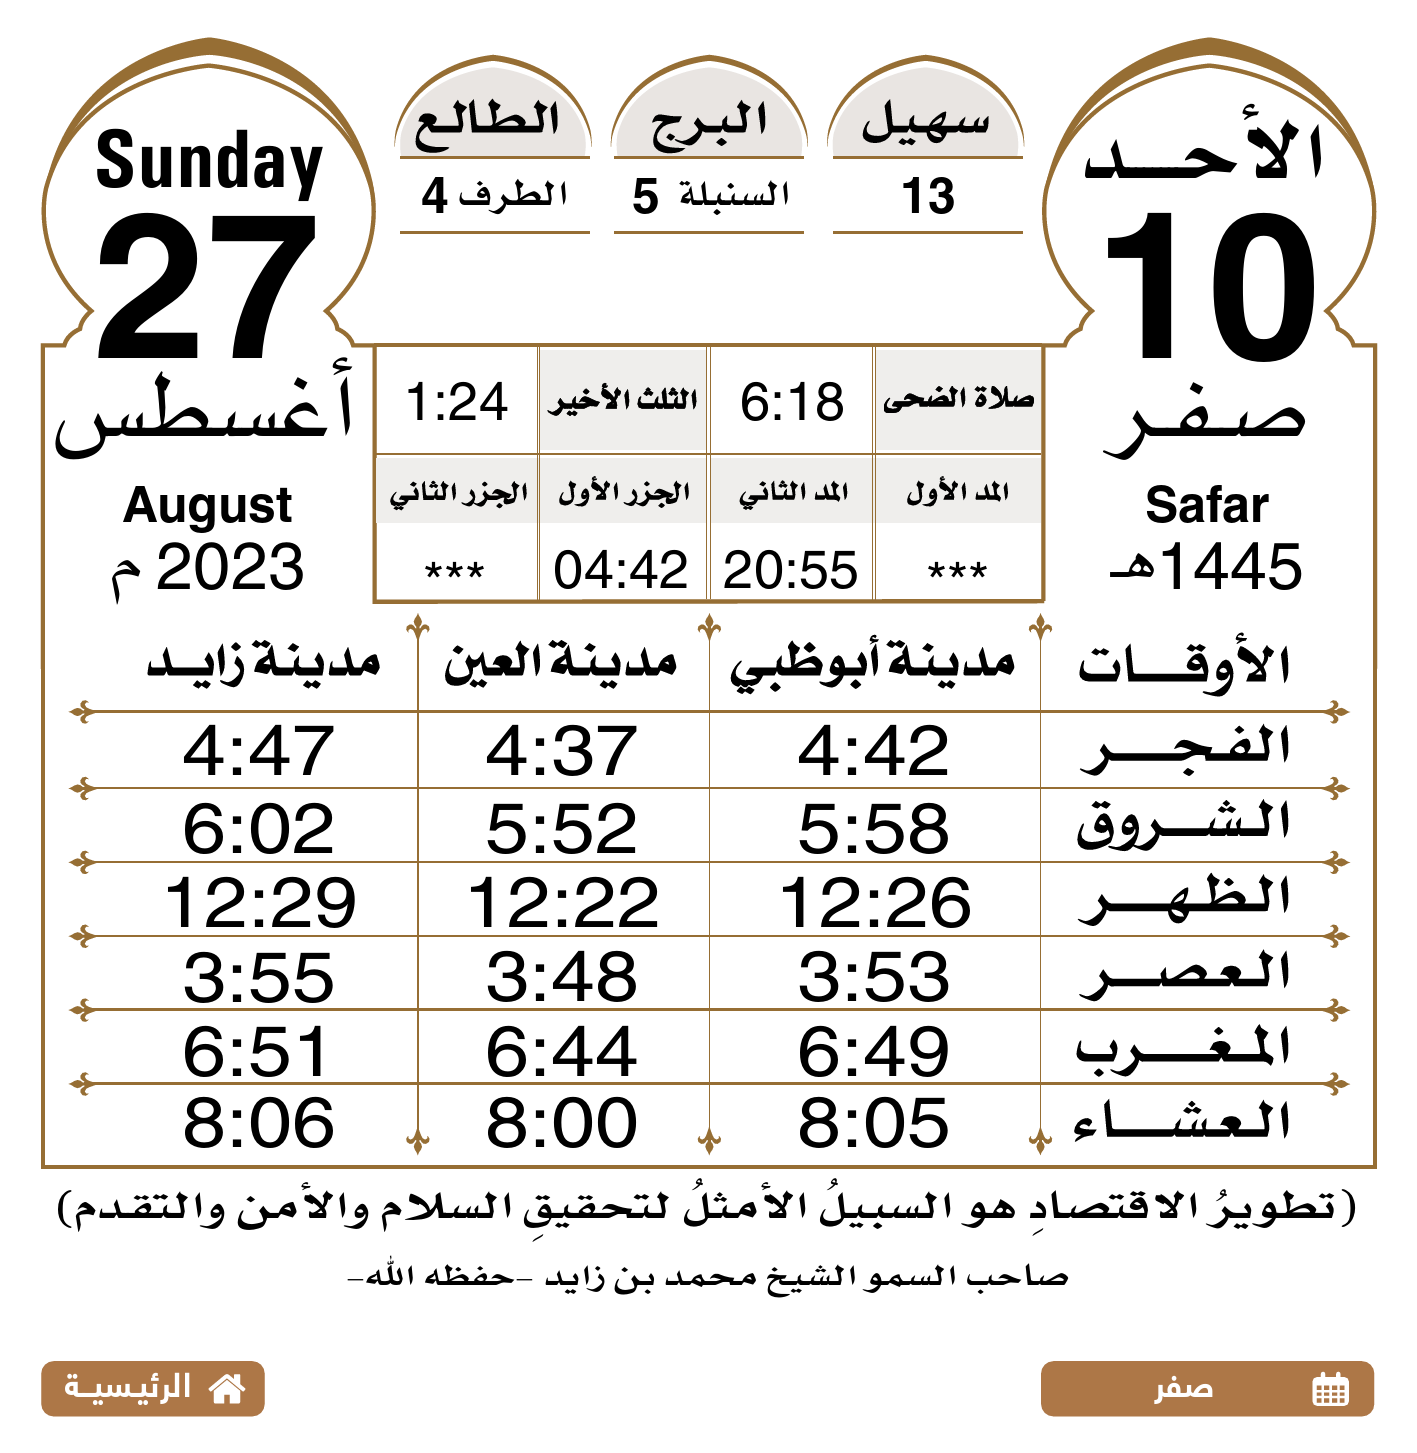 الأحد
10
صفر
Safar
1445هـ
سهيل البرج الطالع
13 السنبلة 5 الطرف 4
Sunday
27
أغسطس
August
2023 م
صلاة الضحى 6:18 الثلث الأخير 1:24
المد الأول المد الثاني الجزر الأول الجزر الثاني
*** 20:55 04:42 ***
الأوقات مدينة أبوظبي مدينة العين مدينة زايد
الفجر 4:42 4:37 4:47
الشروق 5:58 5:52 6:02
الظهر 12:26 12:22 12:29
العصر 3:53 3:48 3:55
المغرب 6:49 6:44 6:51
العشاء 8:05 8:00 8:06
(تطويرُ الاقتصادِ هو السبيلُ الأمثلُ لتحقيقِ السلام والأمن والتقدم)
صاحب السمو الشيخ محمد بن زايد -حفظه الله-
صفر
الرئيسية